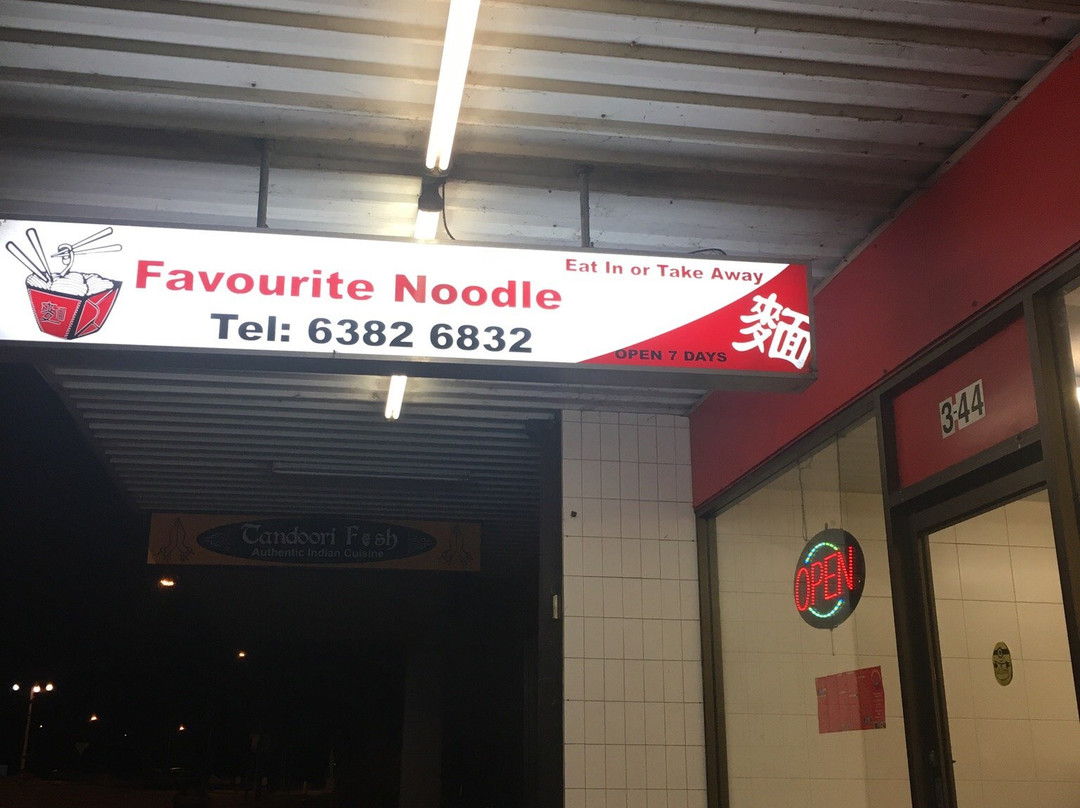 Favourite Noodle
Tel: 6382 6832
Eat In or Take Away
OPEN 7 DAYS
麵
3-44
Authentic Indian Cuisine
OPEN